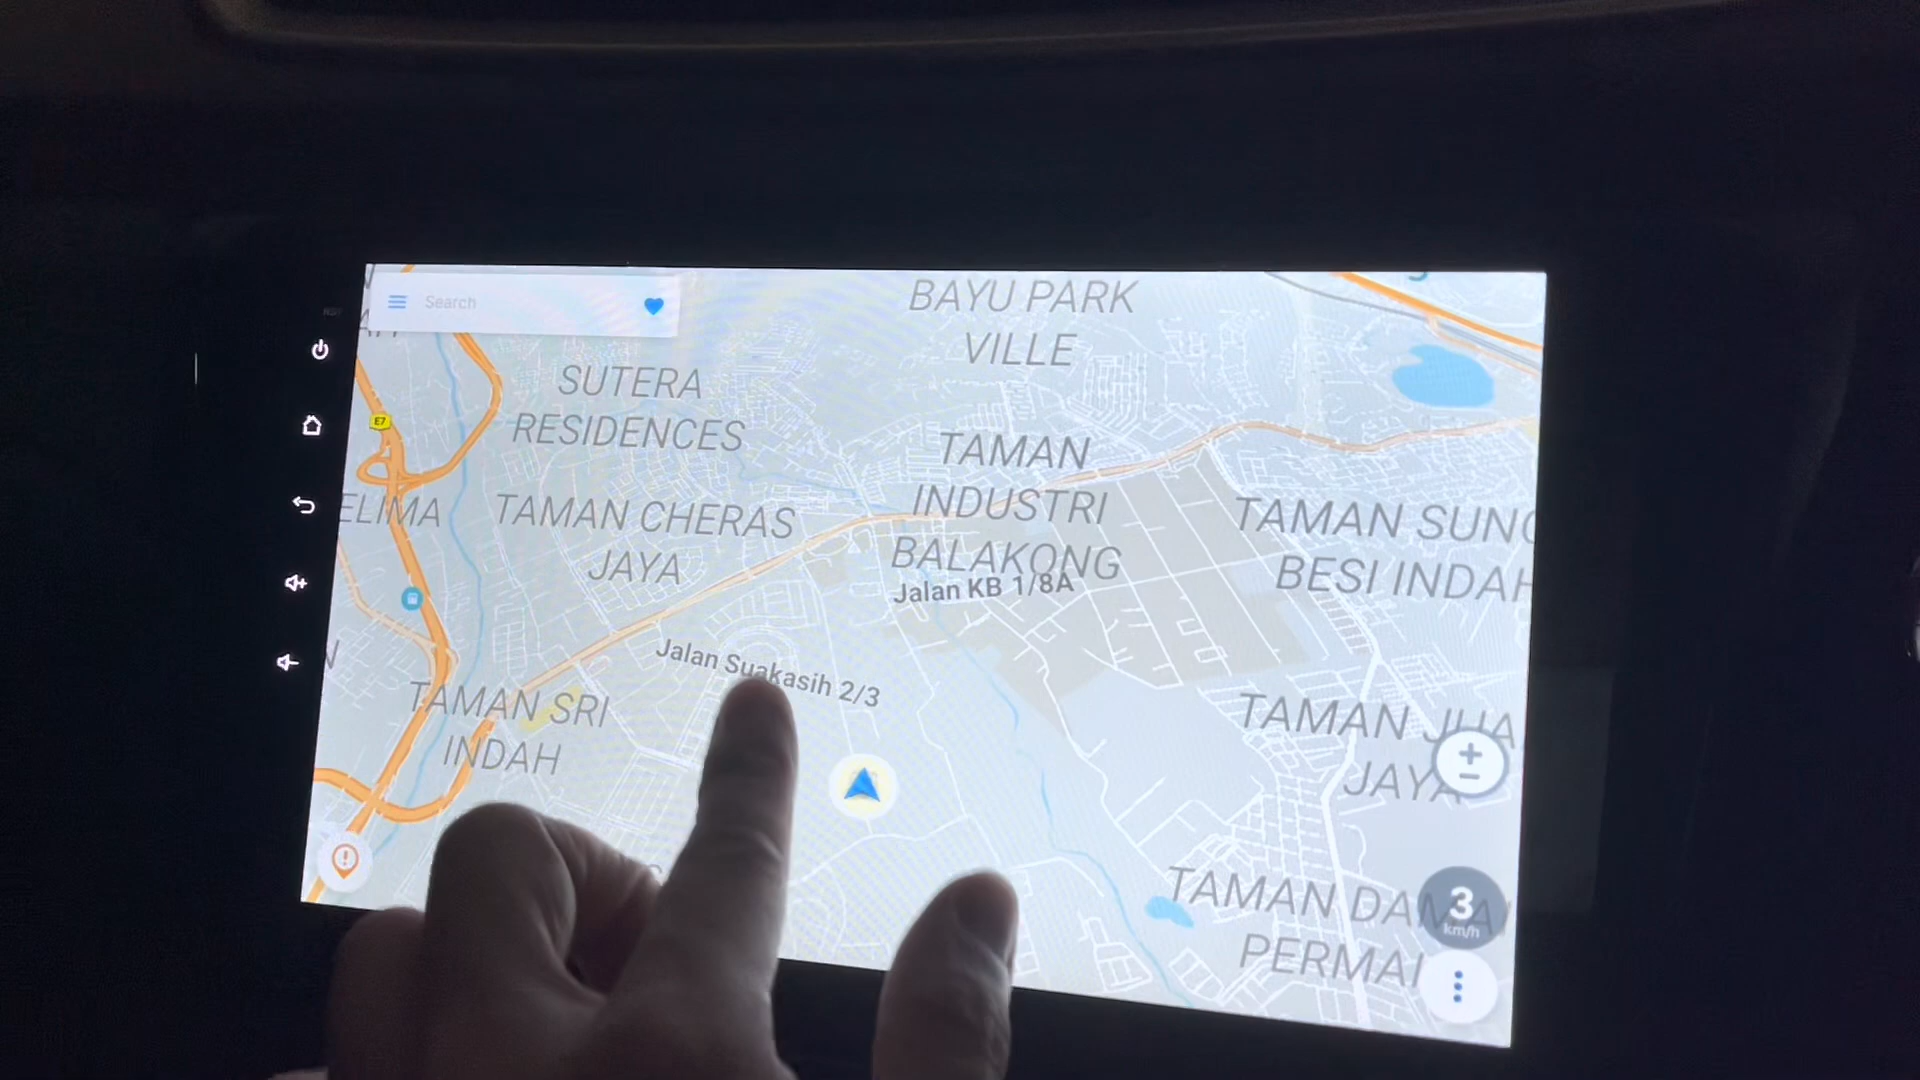 Search
BAYU PARK
VILLE
SUTERA
RESIDENCES
E7
TAMAN
INDUSTRI
BALAKONG
ELIMA
TAMAN CHERAS
JAYA
TAMAN SUNG
BESI INDAH
Jalan KB 1/8A
Jalan Suakasih 2/3
TAMAN SRI
INDAH
TAMAN
JAYA
TAMAN
PERMAI
3
km/h